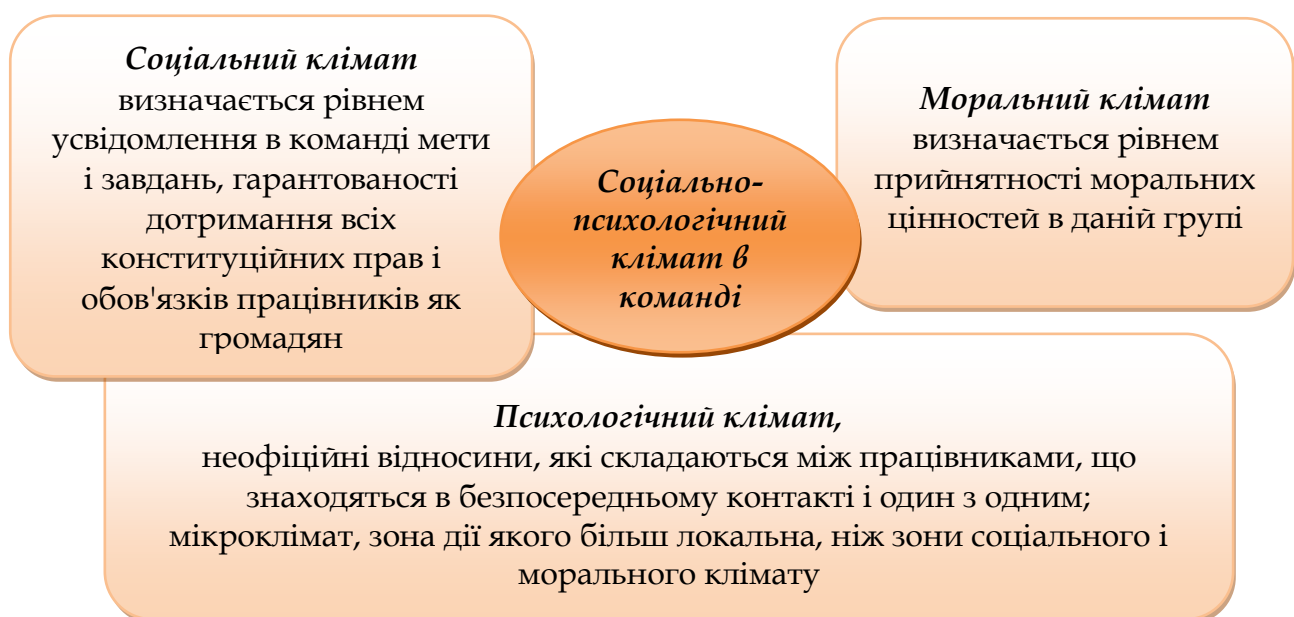 Соціальний клімат
визначається рівнем
усвідомлення в команді мети
і завдань, гарантованості
дотримання всіх
конституційних прав і
обов'язків працівників як
громадян
Соціально-
психологічний
клімат в
команді
Моральний клімат
визначається рівнем
прийнятності моральних
цінностей в даній групі
Психологічний клімат,
неофіційні відносини, які складаються між працівниками, що
знаходяться в безпосередньому контакті і один з одним;
мікроклімат, зона дії якого більш локальна, ніж зони соціального і
морального клімату